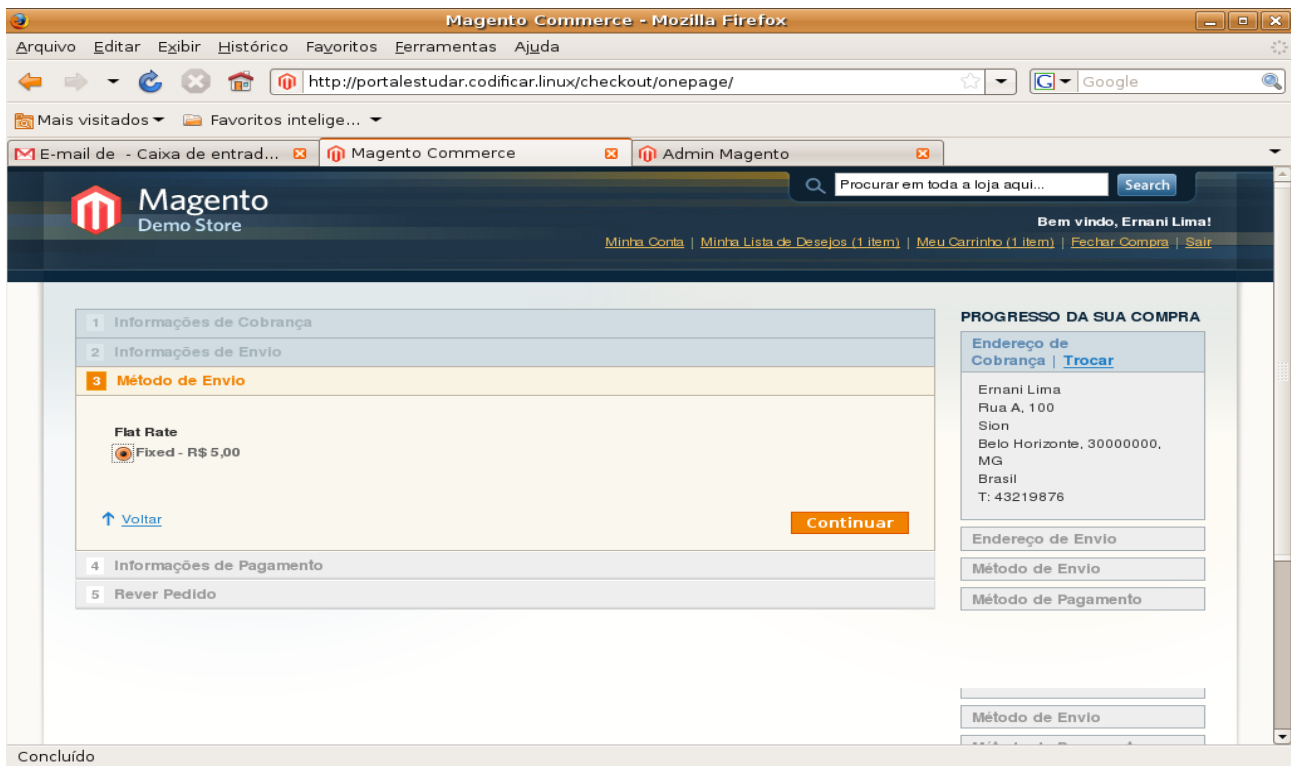 Magento Commerce - Mozilla Firefox
Arquivo Editar Exibir Histórico Favoritos Ferramentas Ajuda
http://portalestudar.codificar.linux/checkout/onepage/
G Google
Mais visitados Favoritos intelige...
E-mail de - Caixa de entrad... Magento Commerce Admin Magento
Magento
Demo Store
Procurar em toda a loja aqui... Search
Bem vindo, Ernani Lima!
Minha Conta | Minha Lista de Desejos (1 item) | Meu Carrinho (1 item) | Fechar Compra | Sair
1 Informações de Cobrança
2 Informações de Envio
3 Método de Envio
Flat Rate
Fixed - R$ 5,00
Voltar
Continuar
4 Informações de Pagamento
5 Rever Pedido
PROGRESSO DA SUA COMPRA
Endereço de
Cobrança | Trocar
Ernani Lima
Rua A, 100
Sion
Belo Horizonte, 30000000,
MG
Brasil
T: 43219876
Endereço de Envio
Método de Envio
Método de Pagamento
Método de Envio
Concluído